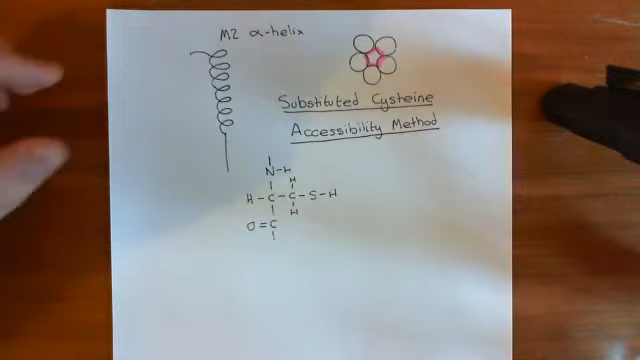 M2 α-helix
Substituted Cysteine
Accessibility Method
N-H
H
H-C-C-S-H
H
O=C